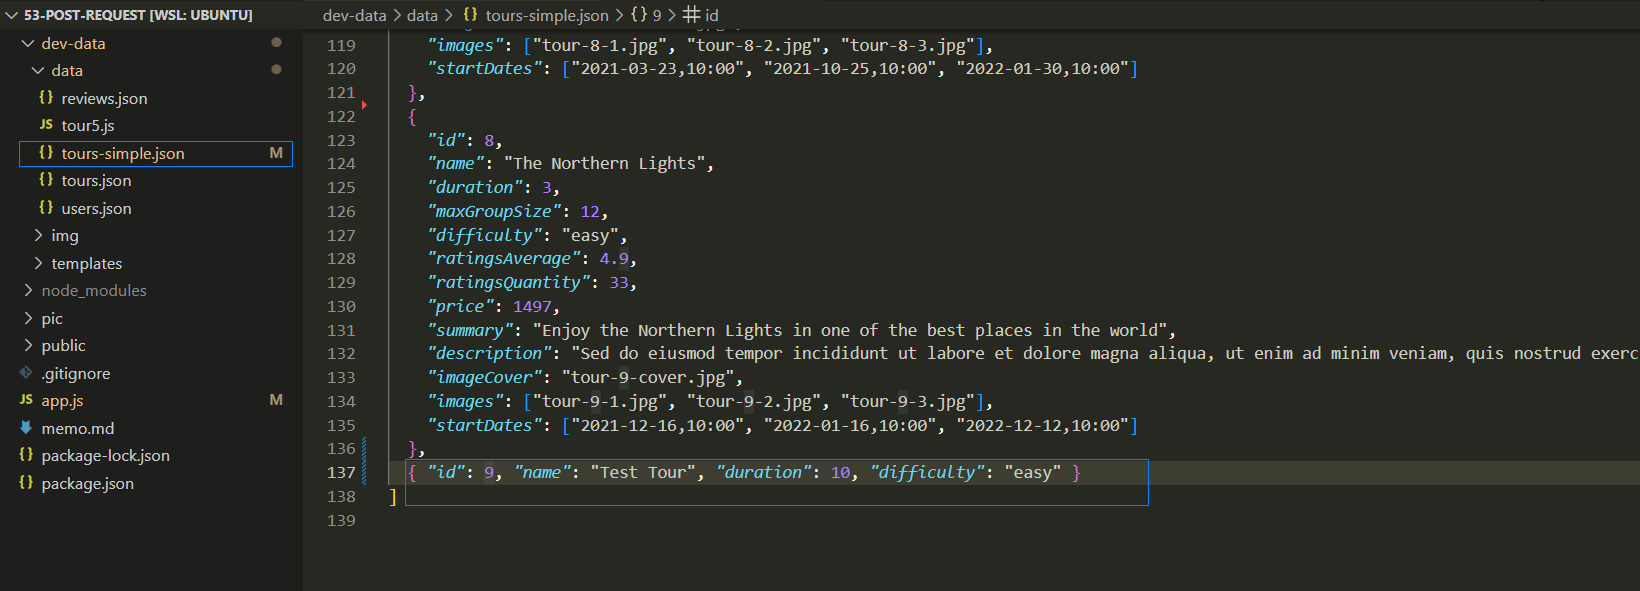 53-POST-REQUEST [WSL: UBUNTU]
dev-data
data
reviews.json
JS tour5.js
tours-simple.json M
tours.json
users.json
img
templates
node_modules
pic
public
.gitignore
JS app.js M
memo.md
package-lock.json
package.json
dev-data > data > {} tours-simple.json > {} 9 > # id
119 "images": ["tour-8-1.jpg", "tour-8-2.jpg", "tour-8-3.jpg"],
120 "startDates": ["2021-03-23,10:00", "2021-10-25,10:00", "2022-01-30,10:00"]
121 },
122 {
123 "id": 8,
124 "name": "The Northern Lights",
125 "duration": 3,
126 "maxGroupSize": 12,
127 "difficulty": "easy",
128 "ratingsAverage": 4.9,
129 "ratingsQuantity": 33,
130 "price": 1497,
131 "summary": "Enjoy the Northern Lights in one of the best places in the world",
132 "description": "Sed do eiusmod tempor incididunt ut labore et dolore magna aliqua, ut enim ad minim veniam, quis nostrud exerc
133 "imageCover": "tour-9-cover.jpg",
134 "images": ["tour-9-1.jpg", "tour-9-2.jpg", "tour-9-3.jpg"],
135 "startDates": ["2021-12-16,10:00", "2022-01-16,10:00", "2022-12-12,10:00"]
136 },
137 { "id": 9, "name": "Test Tour", "duration": 10, "difficulty": "easy" }
138 ]
139